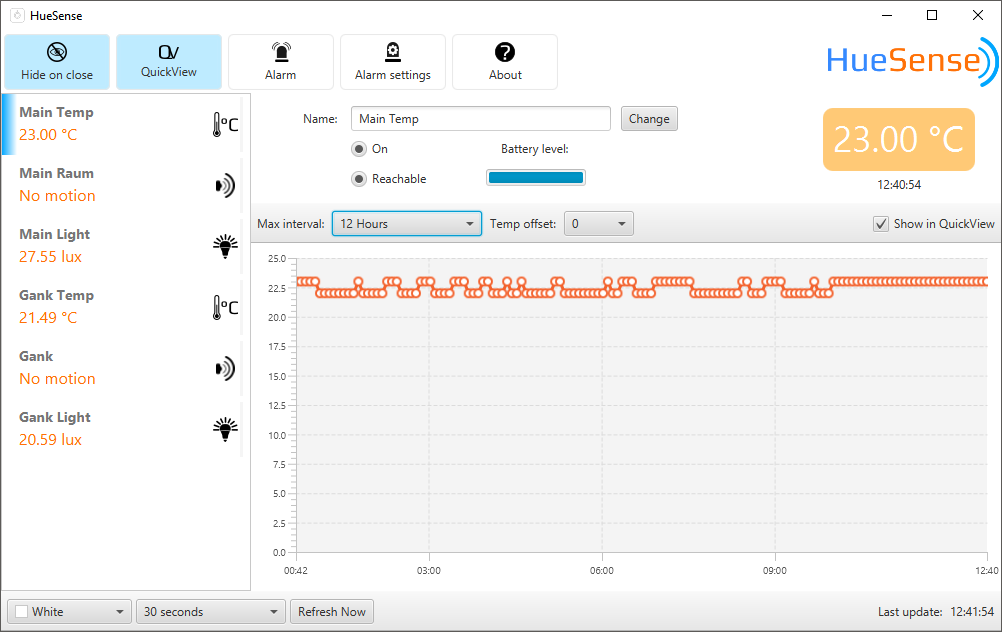 HueSense
Hide on close
QuickView
Alarm
Alarm settings
About
HueSense
Main Temp
23.00 °C
°C
Main Raum
No motion
Main Light
27.55 lux
Gank Temp
21.49 °C
°C
Gank
No motion
Gank Light
20.59 lux
Name: Main Temp Change
On Battery level:
Reachable
23.00 °C
12:40:54
Max interval: 12 Hours Temp offset: 0 Show in QuickView
25.0
22.5
20.0
17.5
15.0
12.5
10.0
7.5
5.0
2.5
0.0
00:42 03:00 06:00 09:00 12:40
White 30 seconds Refresh Now Last update: 12:41:54